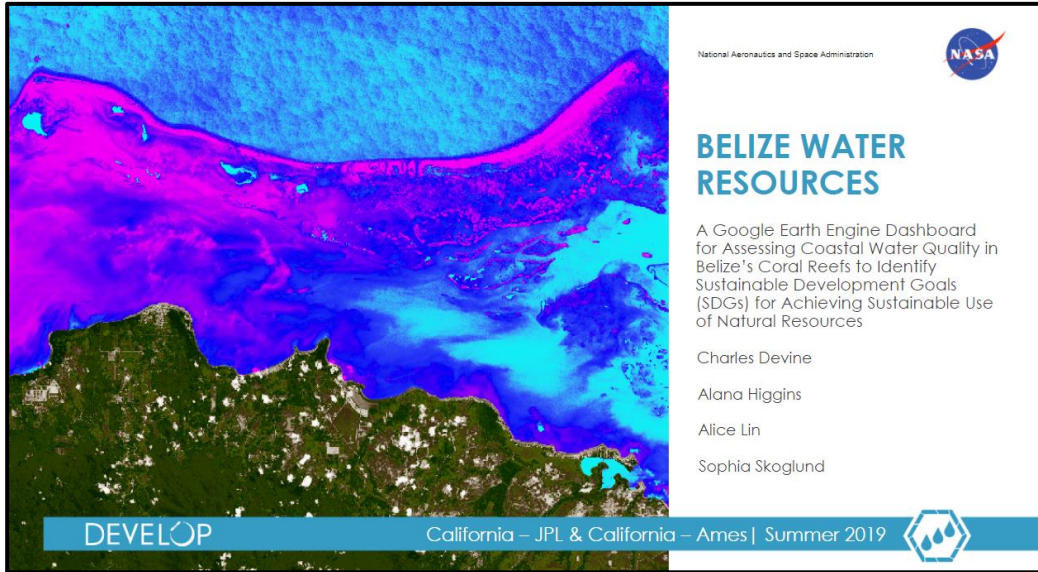 National Aeronautics and Space Administration
NASA
BELIZE WATER
RESOURCES
A Google Earth Engine Dashboard
for Assessing Coastal Water Quality in
Belize's Coral Reefs to Identify
Sustainable Development Goals
(SDGs) for Achieving Sustainable Use
of Natural Resources
Charles Devine
Alana Higgins
Alice Lin
Sophia Skoglund
DEVELOP
California – JPL & California – Ames| Summer 2019